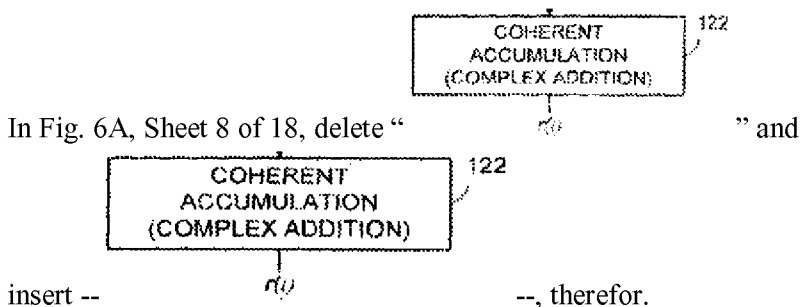 COHERENT
ACCUMULATION
(COMPLEX ADDITION)
122
In Fig. 6A, Sheet 8 of 18, delete “ ” and
COHERENT
ACCUMULATION
(COMPLEX ADDITION)
122
insert -- --, therefor.